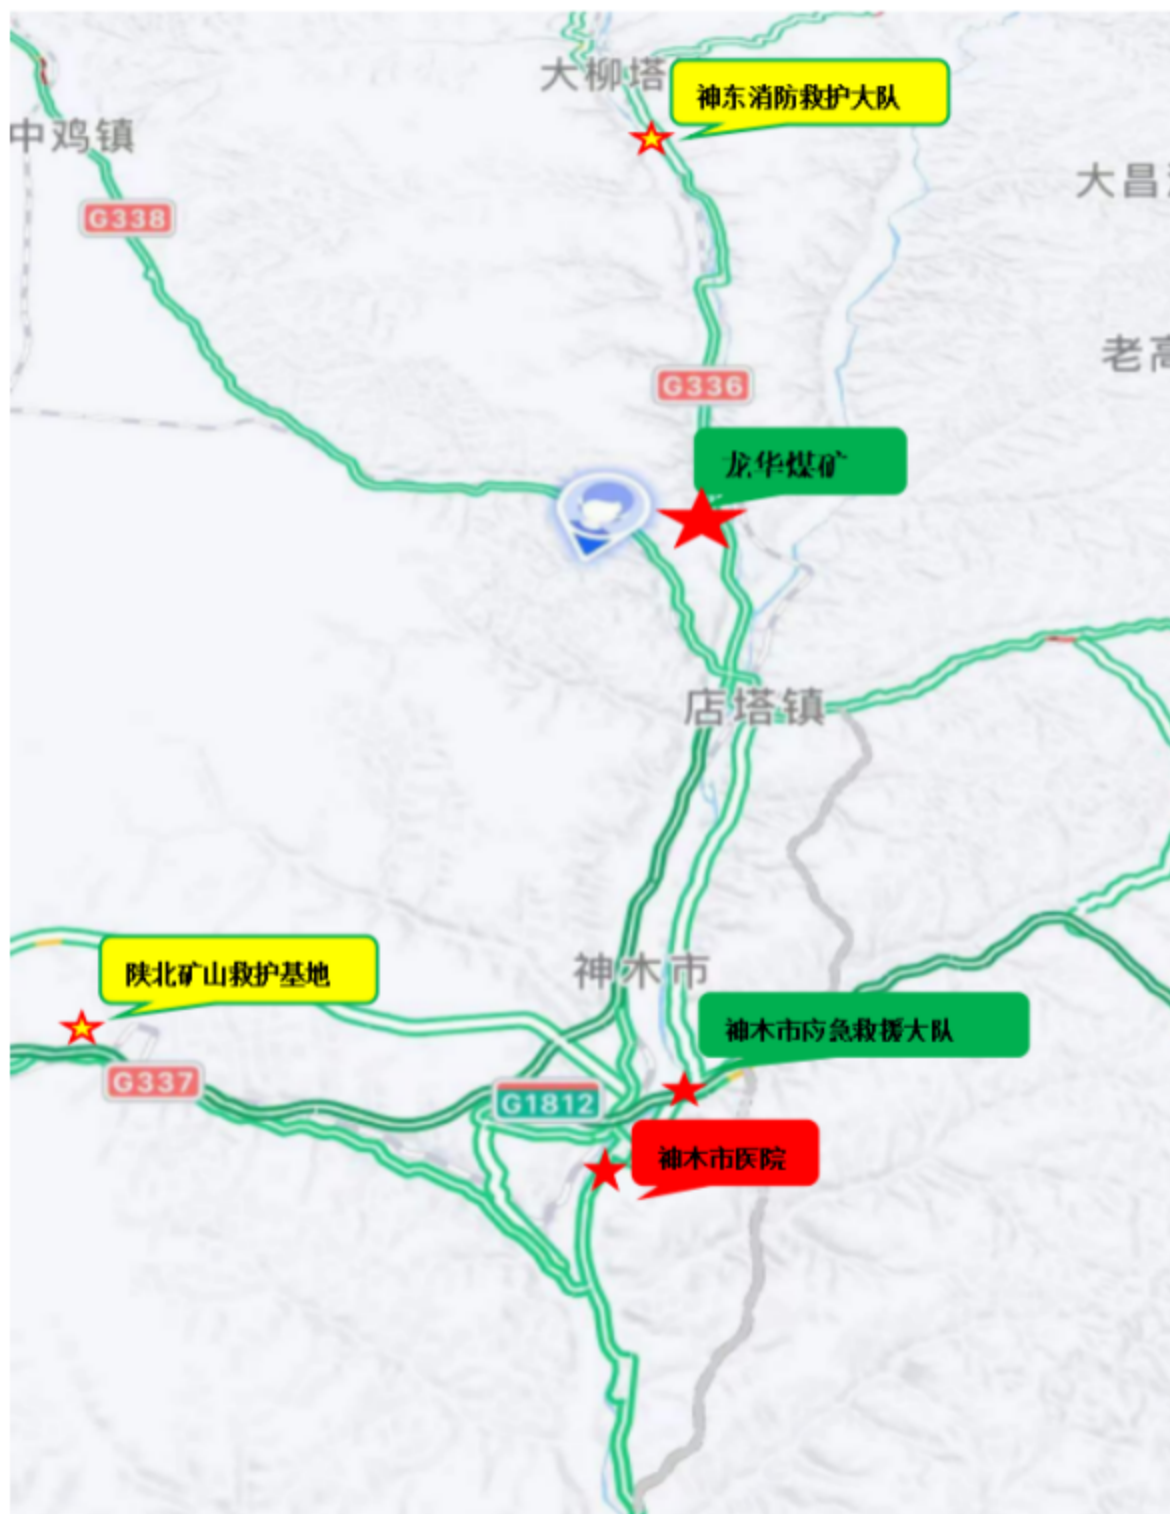 大柳塔
神东消防救护大队
中鸡镇
大昌
G338
老高
G336
龙华煤矿
店塔镇
陕北矿山救护基地
神木市
神木市应急救援大队
G337
G1812
神木市医院